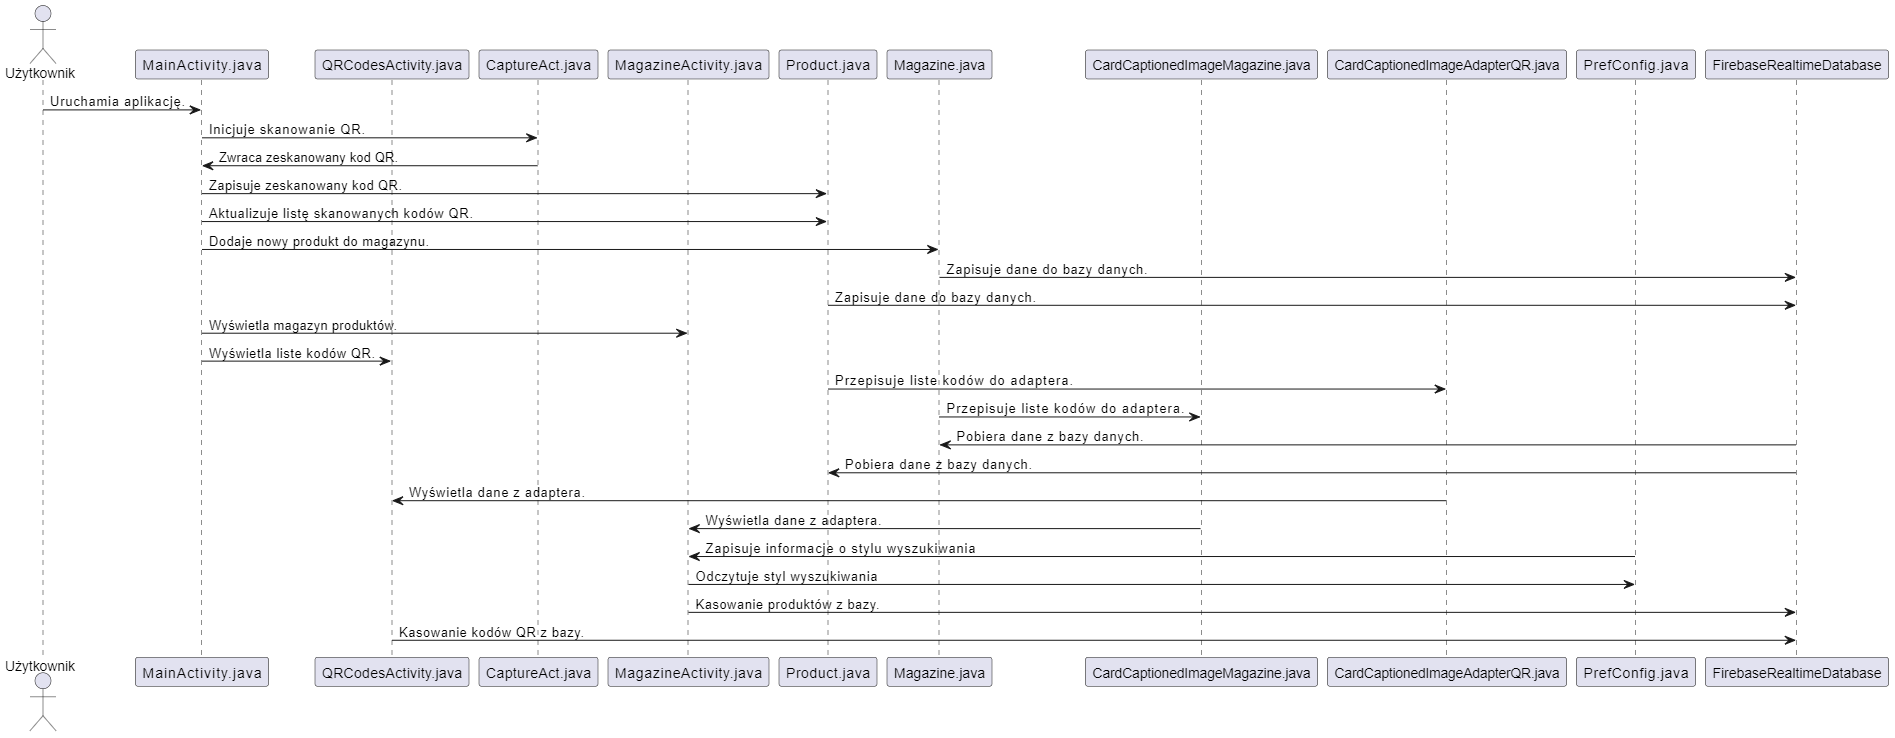 Użytkownik
MainActivity.java
QRCodesActivity.java
CaptureAct.java
MagazineActivity.java
Product.java
Magazine.java
CardCaptionedImageMagazine.java
CardCaptionedImageAdapterQR.java
PrefConfig.java
FirebaseRealtimeDatabase
Uruchamia aplikację.
Inicjuje skanowanie QR.
Zwraca zeskanowany kod QR.
Zapisuje zeskanowany kod QR.
Aktualizuje listę skanowanych kodów QR.
Dodaje nowy produkt do magazynu.
Zapisuje dane do bazy danych.
Zapisuje dane do bazy danych.
Wyświetla magazyn produktów.
Wyświetla liste kodów QR.
Przepisuje liste kodów do adaptera.
Przepisuje liste kodów do adaptera.
Pobiera dane z bazy danych.
Pobiera dane z bazy danych.
Wyświetla dane z adaptera.
Wyświetla dane z adaptera.
Zapisuje informacje o stylu wyszukiwania
Odczytuje styl wyszukiwania
Kasowanie produktów z bazy.
Kasowanie kodów QR z bazy.
Użytkownik
MainActivity.java
QRCodesActivity.java
CaptureAct.java
MagazineActivity.java
Product.java
Magazine.java
CardCaptionedImageMagazine.java
CardCaptionedImageAdapterQR.java
PrefConfig.java
FirebaseRealtimeDatabase